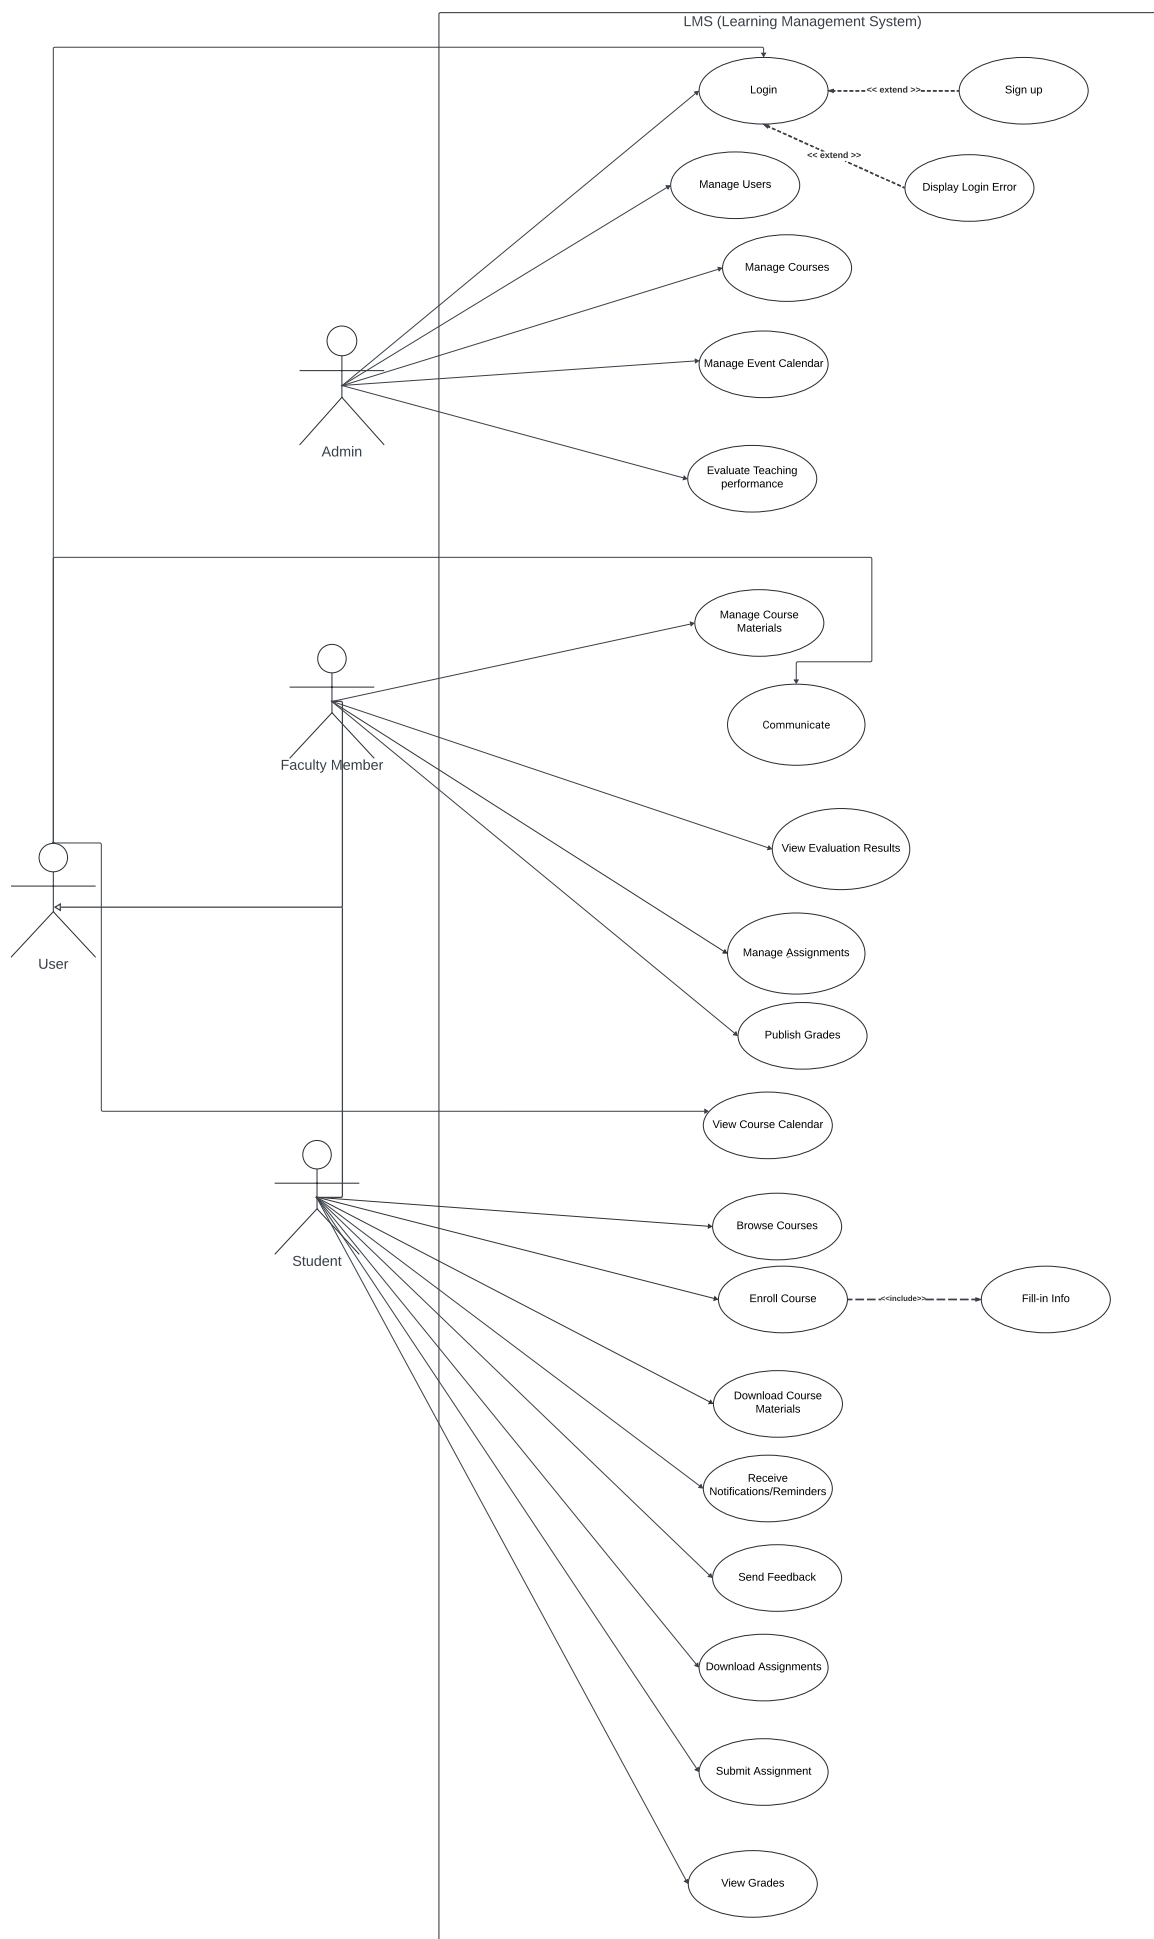 LMS (Learning Management System)
Login
<< extend >>
Sign up
<< extend >>
Manage Users
Display Login Error
Manage Courses
Manage Event Calendar
Admin
Evaluate Teaching
performance
Manage Course
Materials
Communicate
Faculty Member
View Evaluation Results
User
Manage Assignments
Publish Grades
View Course Calendar
Browse Courses
Student
Enroll Course
<<include>>
Fill-in Info
Download Course
Materials
Receive
Notifications/Reminders
Send Feedback
Download Assignments
Submit Assignment
View Grades